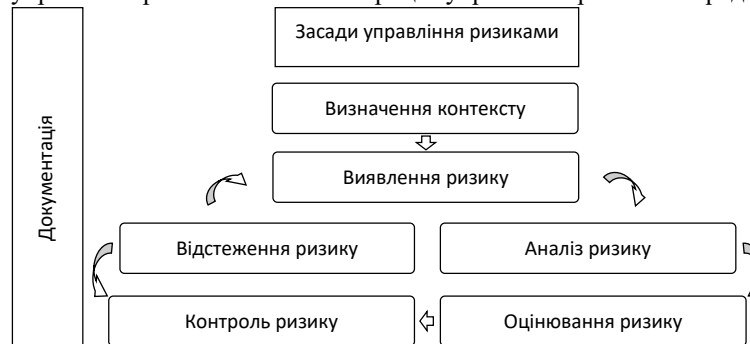 Засади управління ризиками
Визначення контексту
Виявлення ризику
Документація
Відстеження ризику
Аналіз ризику
Контроль ризику
Оцінювання ризику